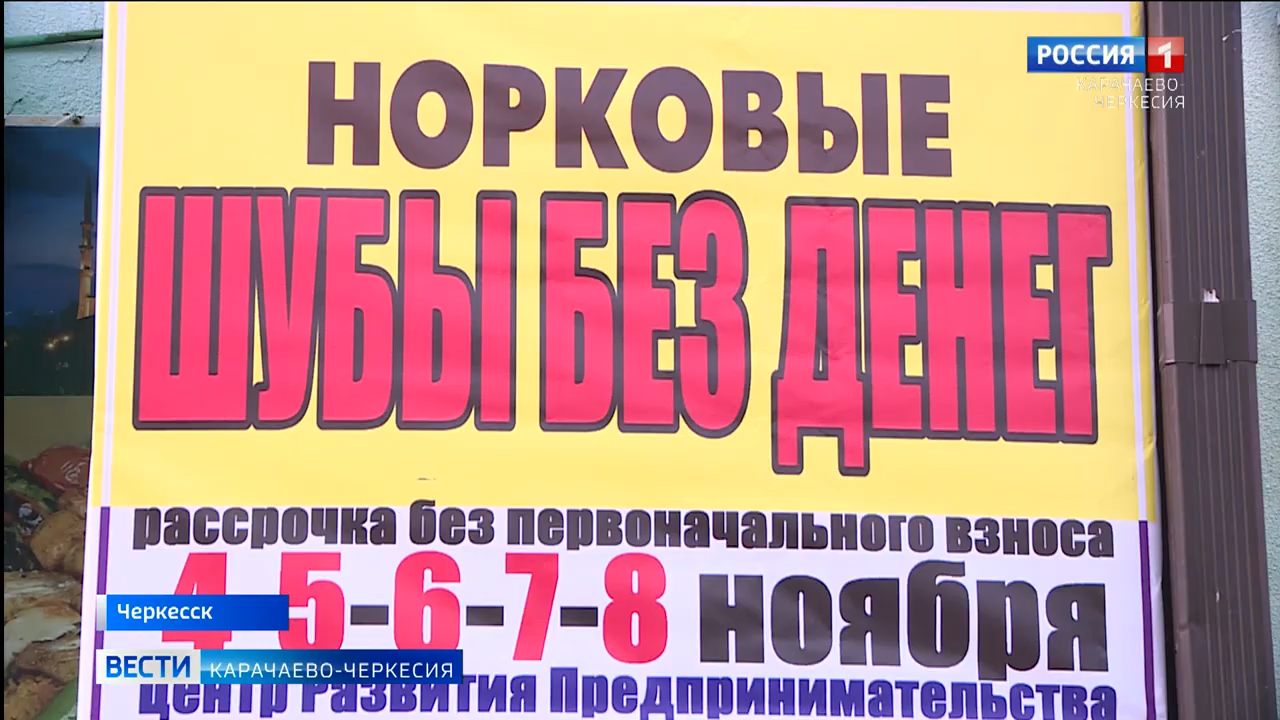 РОССИЯ 1
КАРАЧАЕВО-
ЧЕРКЕСИЯ
НОРКОВЫЕ
ШУБЫ БЕЗ ДЕНЕГ
рассрочка без первоначального взноса
4-5-6-7-8 ноября
Черкесск
ВЕСТИ КАРАЧАЕВО-ЧЕРКЕСИЯ
Центр Развития Предпринимательства